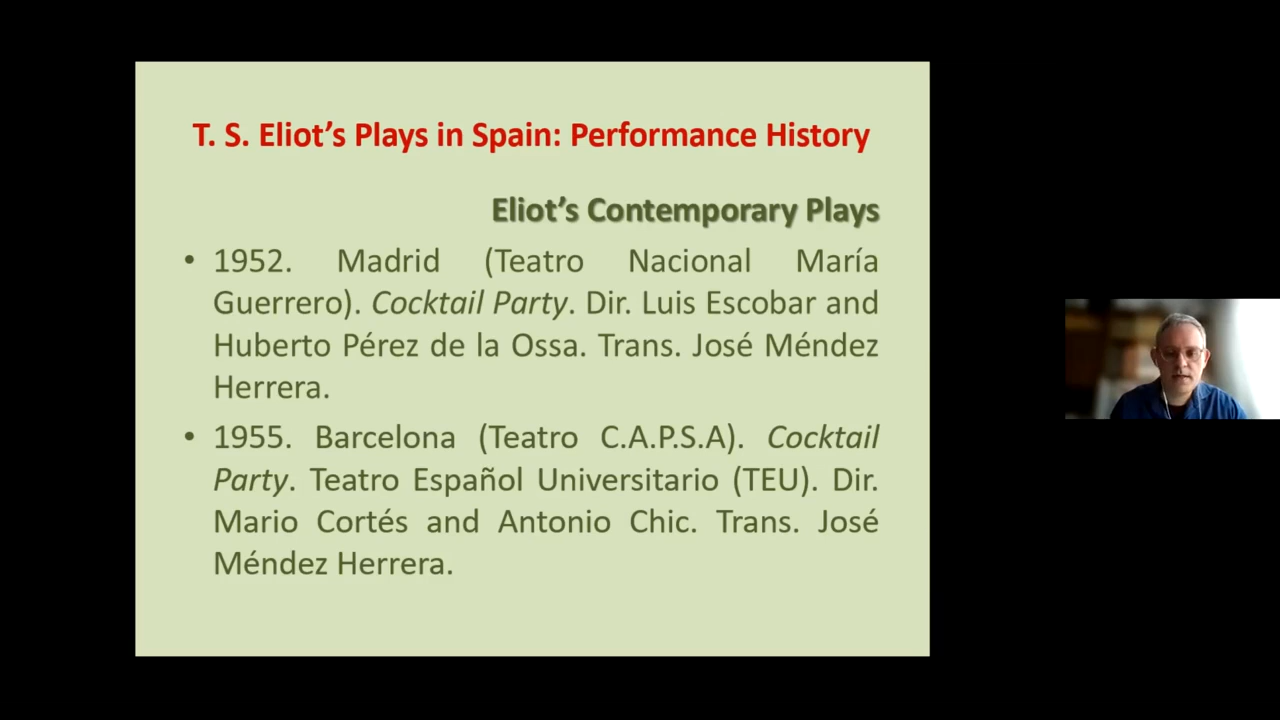 T. S. Eliot’s Plays in Spain: Performance History
Eliot’s Contemporary Plays
• 1952. Madrid (Teatro Nacional María
Guerrero). Cocktail Party. Dir. Luis Escobar and
Huberto Pérez de la Ossa. Trans. José Méndez
Herrera.
• 1955. Barcelona (Teatro C.A.P.S.A). Cocktail
Party. Teatro Español Universitario (TEU). Dir.
Mario Cortés and Antonio Chic. Trans. José
Méndez Herrera.